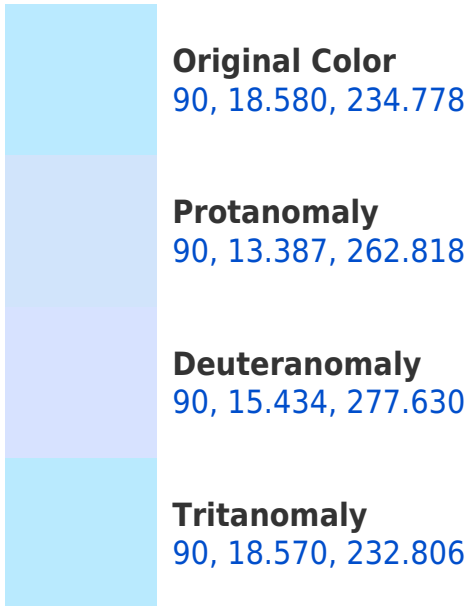 Original Color
90, 18.580, 234.778
Protanomaly
90, 13.387, 262.818
Deuteranomaly
90, 15.434, 277.630
Tritanomaly
90, 18.570, 232.806